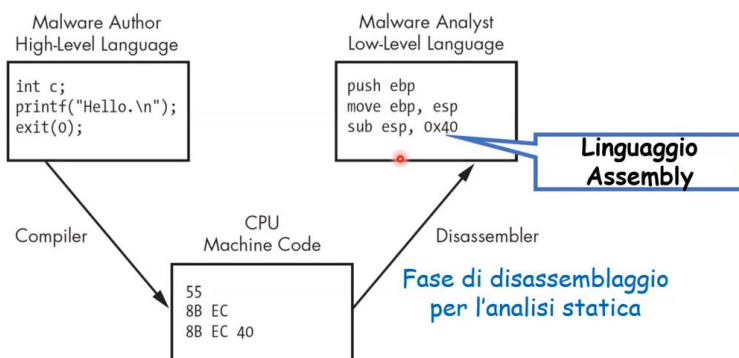 Malware Author
High-Level Language
int c;
printf("Hello.\n");
exit(0);
Malware Analyst
Low-Level Language
push ebp
move ebp, esp
sub esp, 0x40
Linguaggio
Assembly
Compiler
CPU
Machine Code
55
8B EC
8B EC 40
Disassembler
Fase di disassemblaggio
per l'analisi statica